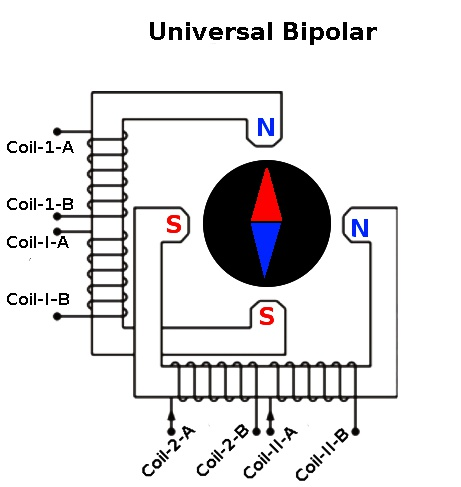 Universal Bipolar
N
Coil-1-A
Coil-1-B
S
N
Coil-I-A
Coil-I-B
S
Coil-2-A
Coil-2-B
Coil-II-A
Coil-II-B